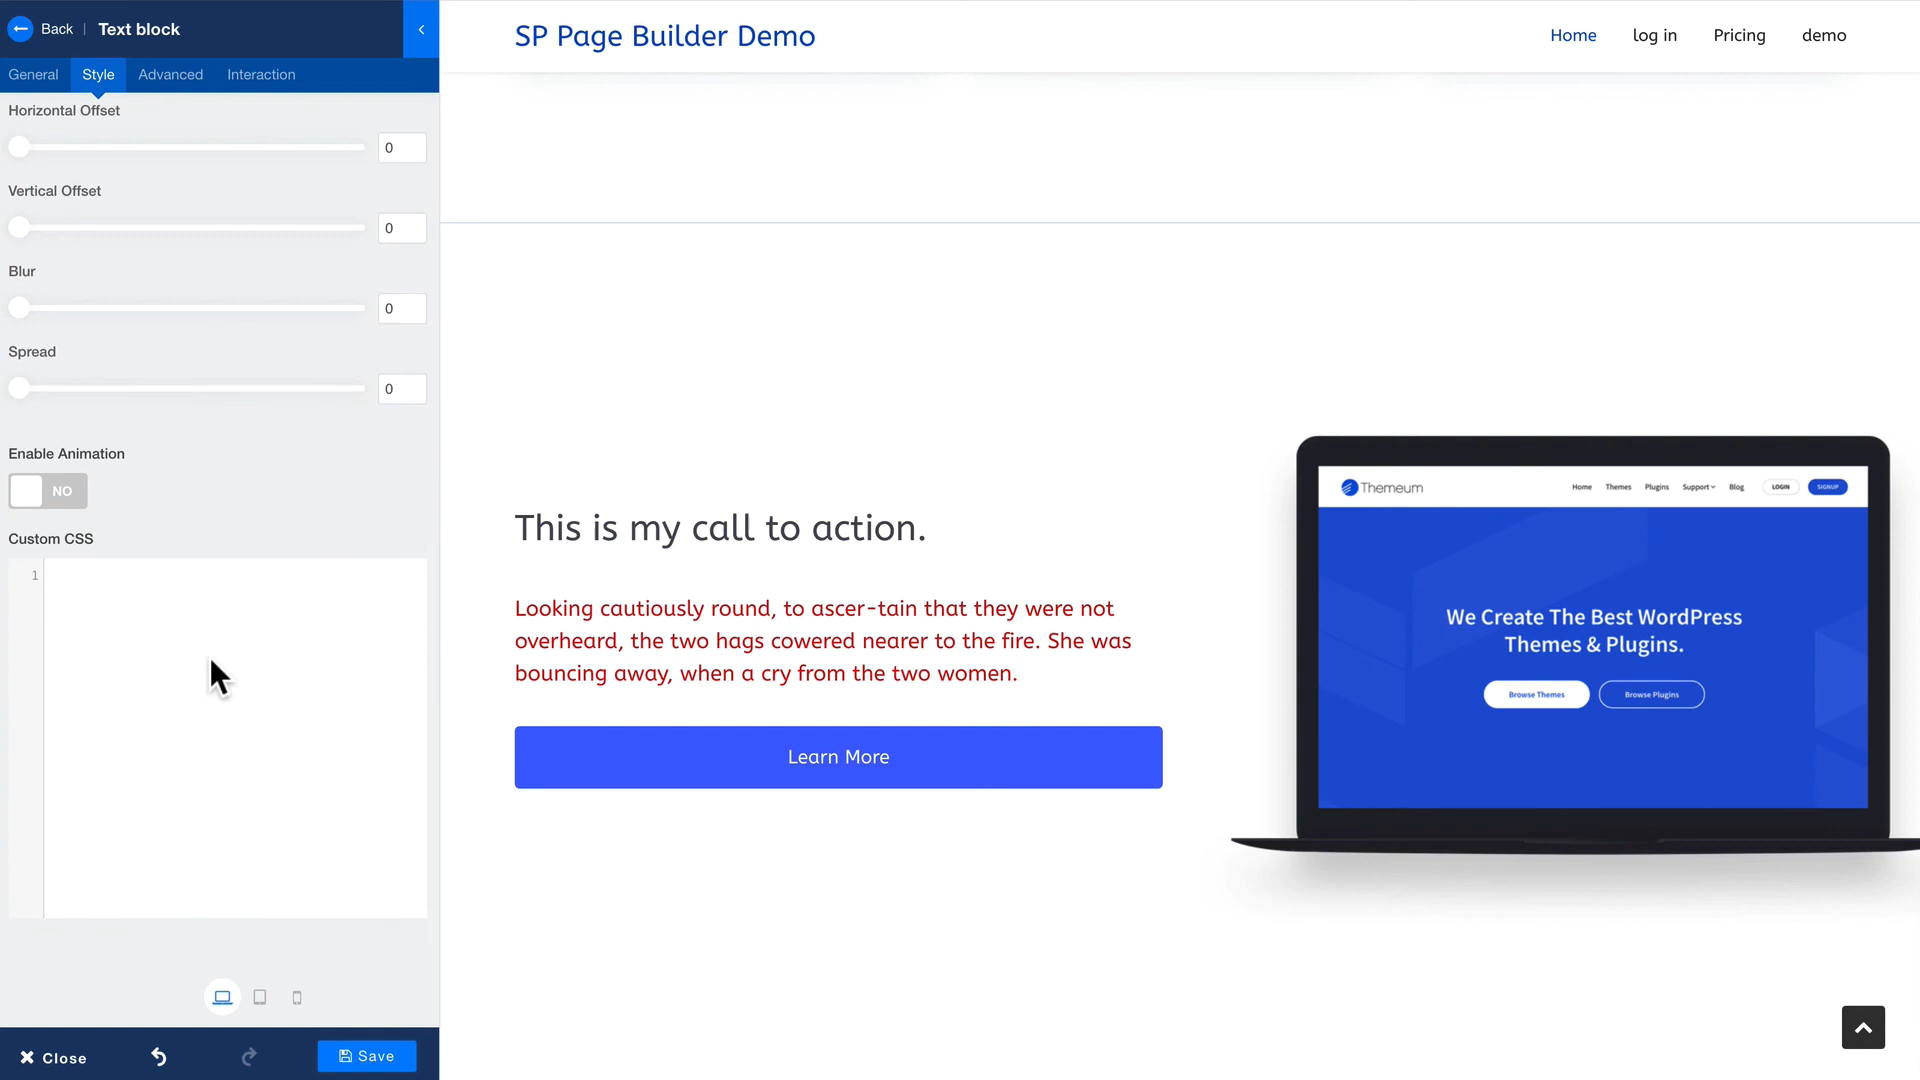 Back | Text block
General Style Advanced Interaction
Horizontal Offset
0
Vertical Offset
0
Blur
0
Spread
0
Enable Animation
NO
Custom CSS
1
Close
Save
SP Page Builder Demo
Home log in Pricing demo
This is my call to action.
Looking cautiously round, to ascer-tain that they were not
overheard, the two hags cowered nearer to the fire. She was
bouncing away, when a cry from the two women.
Learn More
Themeum Home Themes Plugins Support Blog LOGIN SIGNUP
We Create The Best WordPress
Themes & Plugins.
Browse Themes Browse Plugins